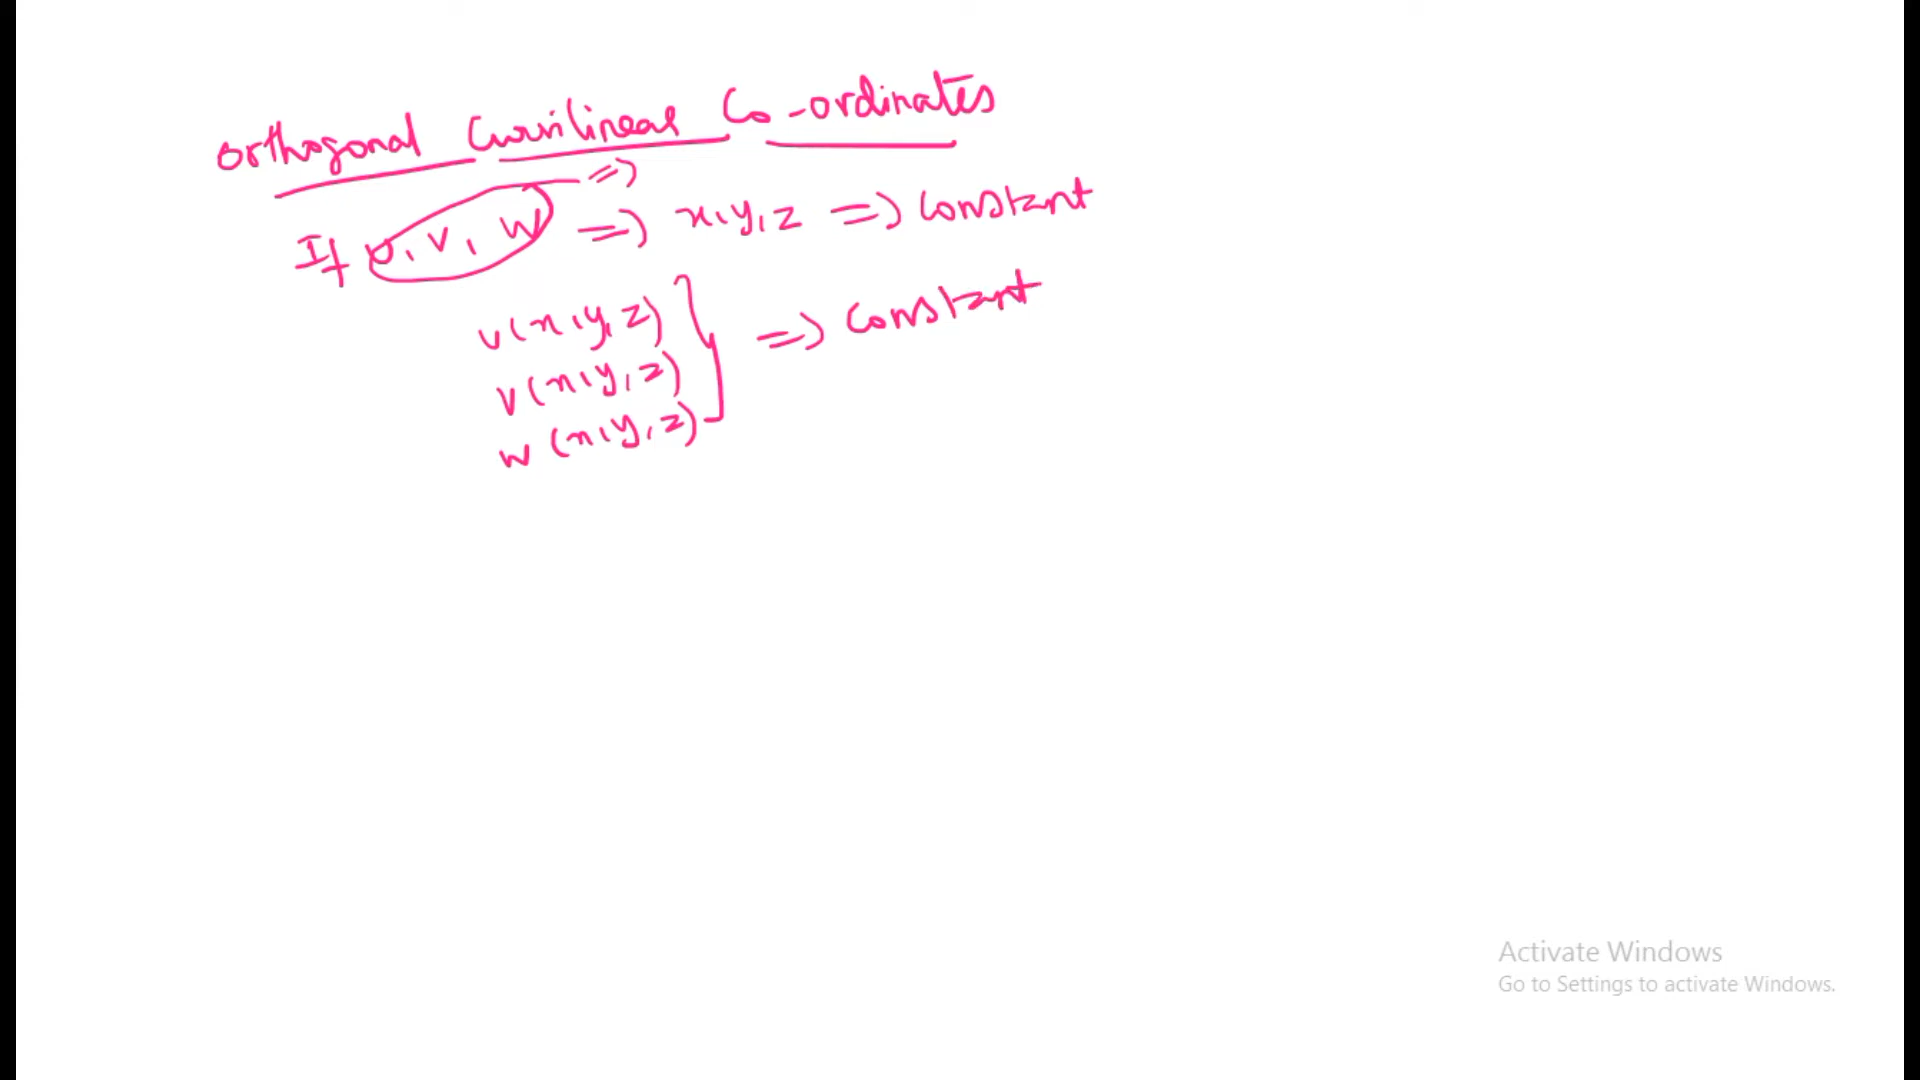 Orthogonal Curvilinear Co-ordinates
=>
If u, v, w => x, y, z => Constant
u(x, y, z)
v(x, y, z) } => Constant
w(x, y, z)
Activate Windows
Go to Settings to activate Windows.